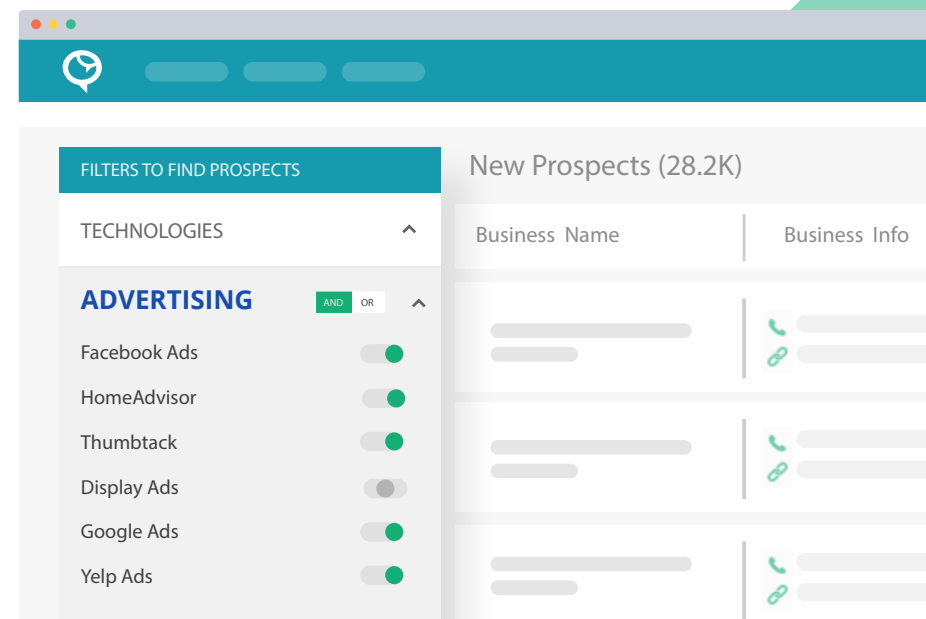 FILTERS TO FIND PROSPECTS
TECHNOLOGIES
ADVERTISING AND OR
Facebook Ads
HomeAdvisor
Thumbtack
Display Ads
Google Ads
Yelp Ads
New Prospects (28.2K)
Business Name Business Info